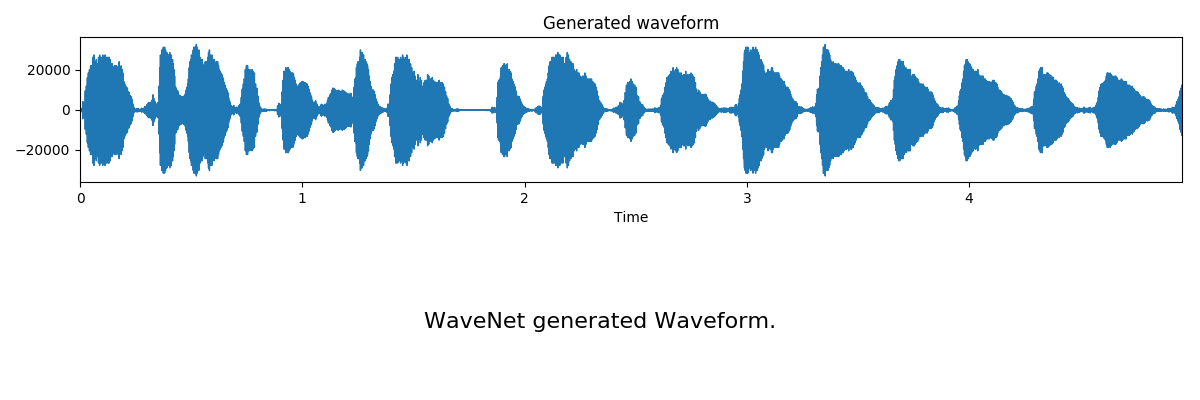 Generated waveform
20000
0
−20000
0 1 2 3 4
Time
WaveNet generated Waveform.